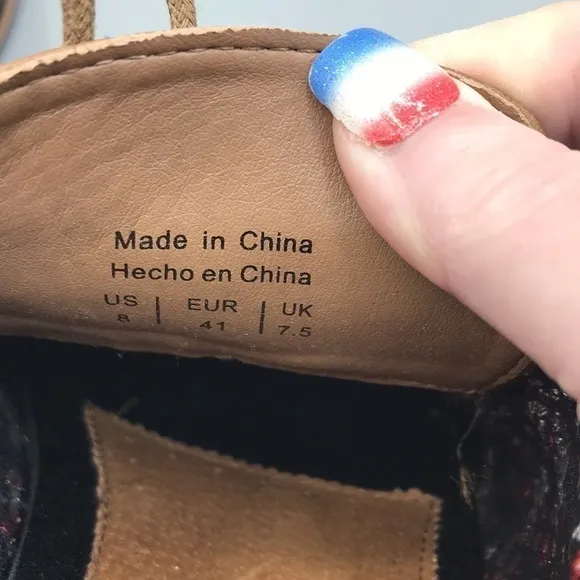 Made in China
Hecho en China
US | EUR | UK
8 | 41 | 7.5